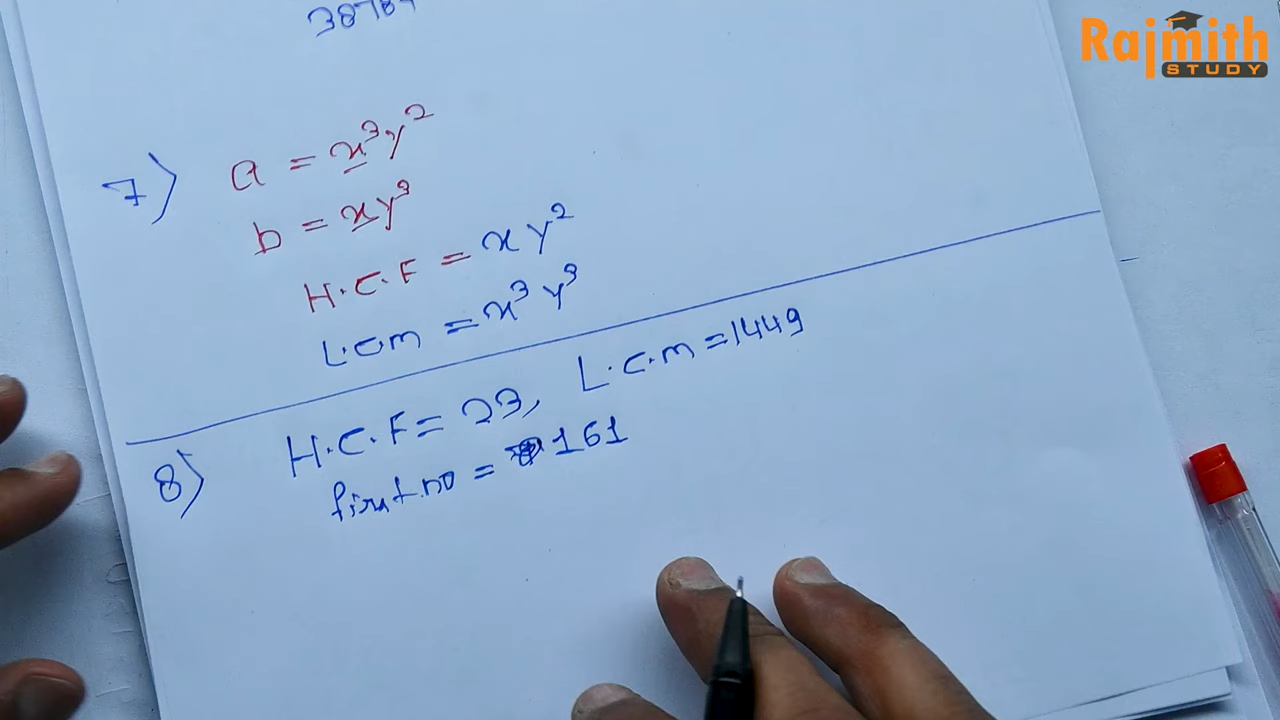 Rajmith
STUDY
7) a = x³y²
b = xy³
H.C.F = xy²
L.C.M = x³y³
8) H.C.F = 23, L.C.M = 1449
first no = 161